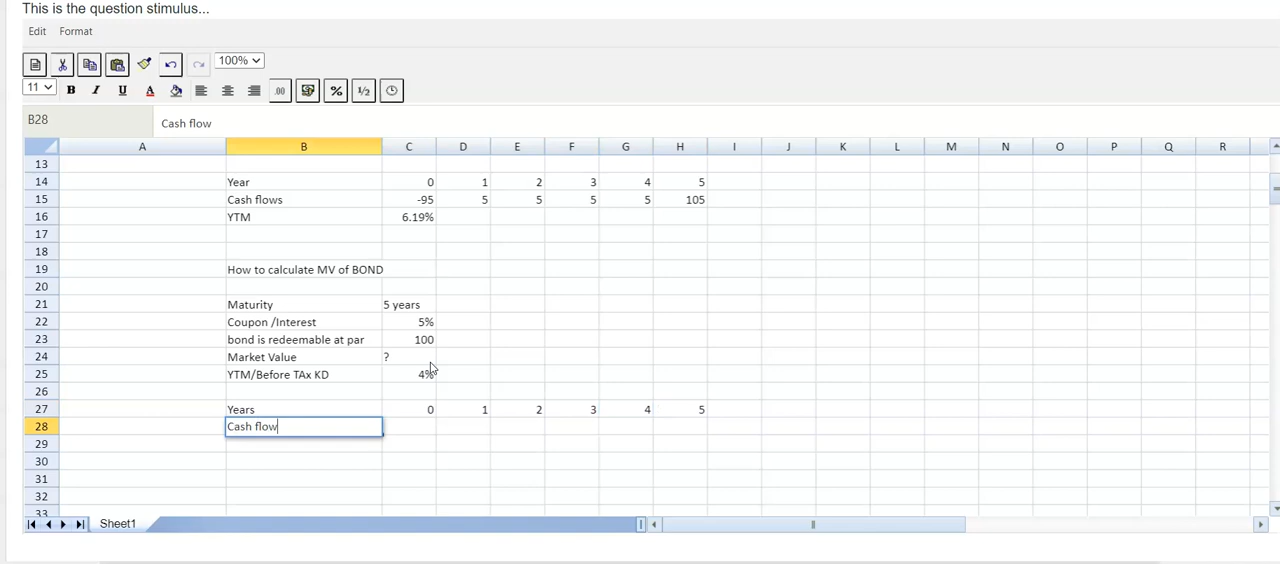 This is the question stimulus...
Edit Format
100%
11 B I U A .00 % 1/2
B28 Cash flow
A B C D E F G H I J K L M N O P Q R
13
14 Year 0 1 2 3 4 5
15 Cash flows -95 5 5 5 5 105
16 YTM 6.19%
17
18
19 How to calculate MV of BOND
20
21 Maturity 5 years
22 Coupon /Interest 5%
23 bond is redeemable at par 100
24 Market Value ?
25 YTM/Before TAx KD 4%
26
27 Years 0 1 2 3 4 5
28 Cash flow
29
30
31
32
33
Sheet1